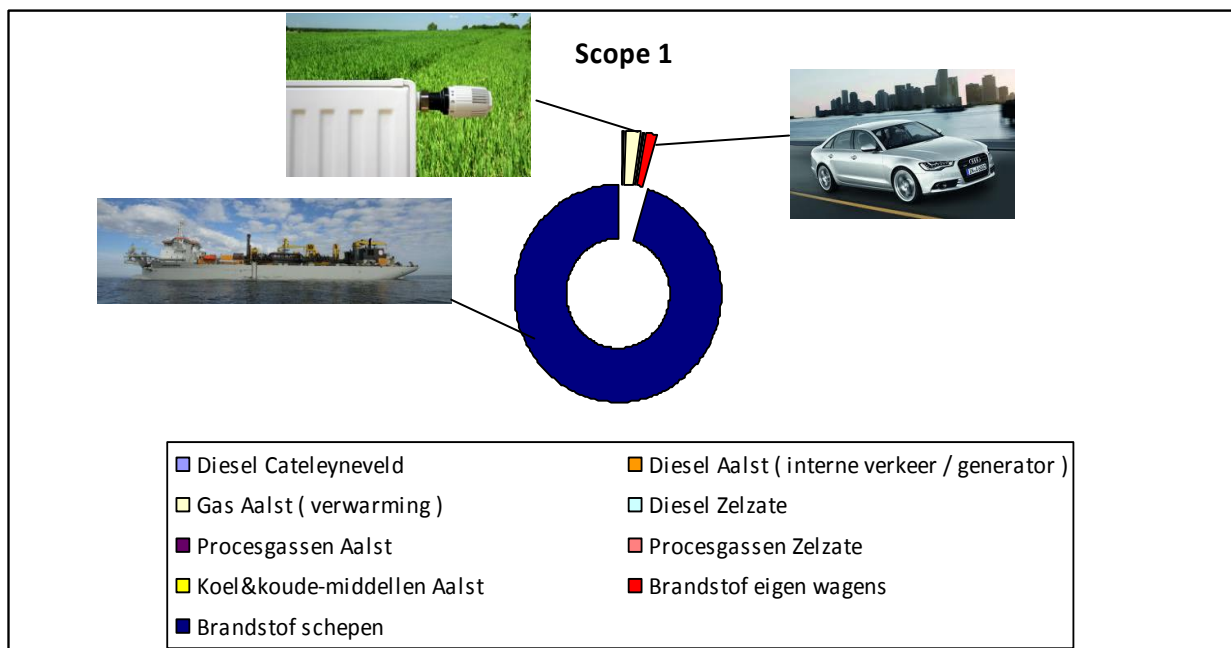 Scope 1
Diesel Cateleyneveld
Diesel Aalst ( interne verkeer / generator )
Gas Aalst ( verwarming )
Diesel Zelzate
Procesgassen Aalst
Procesgassen Zelzate
Koel&koude-middellen Aalst
Brandstof eigen wagens
Brandstof schepen